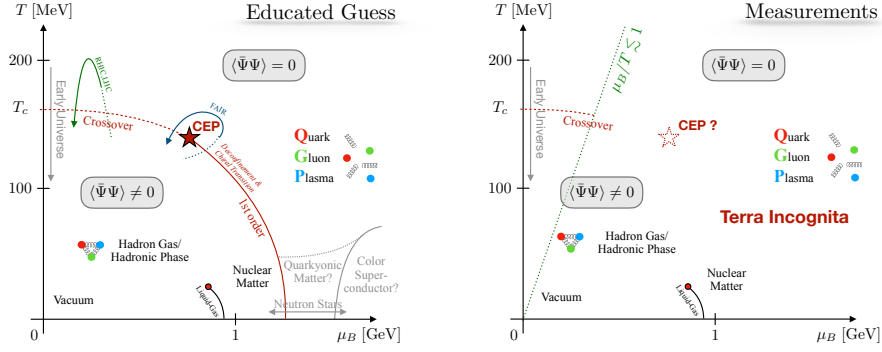 T [MeV]
Educated Guess
200
T_c
100
0
1
μ_B [GeV]
Early Universe
RHIC,LHC
Crossover
⟨Ψ̄Ψ⟩ = 0
FAIR
CEP
Deconfinement &
Chiral Transition
1st order
Quark
Gluon
Plasma
⟨Ψ̄Ψ⟩ ≠ 0
Hadron Gas/
Hadronic Phase
Vacuum
Liquid-Gas
Nuclear
Matter
Quarkyonic
Matter?
Color
Super-
conductor?
Neutron Stars
T [MeV]
Measurements
200
T_c
100
0
1
μ_B [GeV]
Early Universe
Crossover
μ_B/T ≲ 1
⟨Ψ̄Ψ⟩ = 0
CEP ?
Quark
Gluon
Plasma
⟨Ψ̄Ψ⟩ ≠ 0
Terra Incognita
Hadron Gas/
Hadronic Phase
Vacuum
Liquid-Gas
Nuclear
Matter